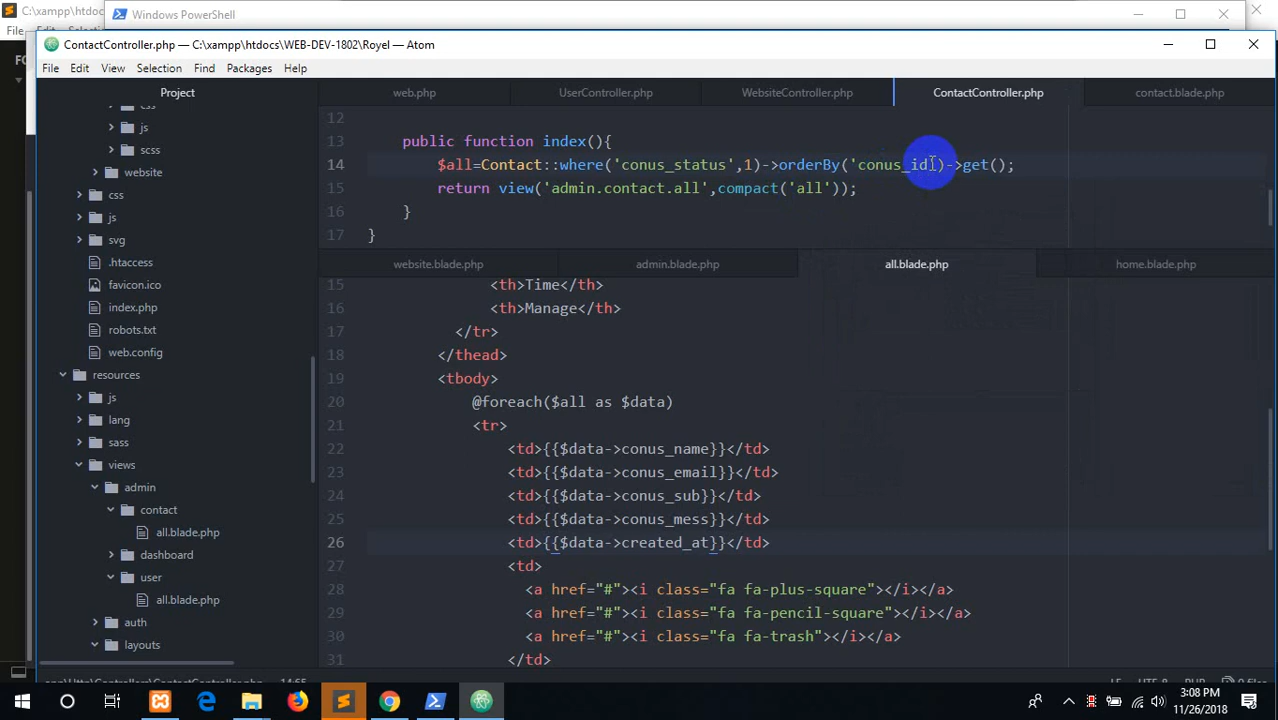 C:\xampp\htdocs
Windows PowerShell
File
ContactController.php — C:\xampp\htdocs\WEB-DEV-1802\Royel — Atom
FO
File Edit View Selection Find Packages Help
Project
web.php UserController.php WebsiteController.php ContactController.php contact.blade.php
css
js
scss
website
css
js
svg
.htaccess
favicon.ico
index.php
robots.txt
web.config
resources
js
lang
sass
views
admin
contact
all.blade.php
dashboard
user
all.blade.php
auth
layouts
12
13 public function index(){
14 $all=Contact::where('conus_status',1)->orderBy('conus_id')->get();
15 return view('admin.contact.all',compact('all'));
16 }
17 }
website.blade.php admin.blade.php all.blade.php home.blade.php
15 <th>Time</th>
16 <th>Manage</th>
17 </tr>
18 </thead>
19 <tbody>
20 @foreach($all as $data)
21 <tr>
22 <td>{{$data->conus_name}}</td>
23 <td>{{$data->conus_email}}</td>
24 <td>{{$data->conus_sub}}</td>
25 <td>{{$data->conus_mess}}</td>
26 <td>{{$data->created_at}}</td>
27 <td>
28 <a href="#"><i class="fa fa-plus-square"></i></a>
29 <a href="#"><i class="fa fa-pencil-square"></i></a>
30 <a href="#"><i class="fa fa-trash"></i></a>
31 </td>
3:08 PM
11/26/2018